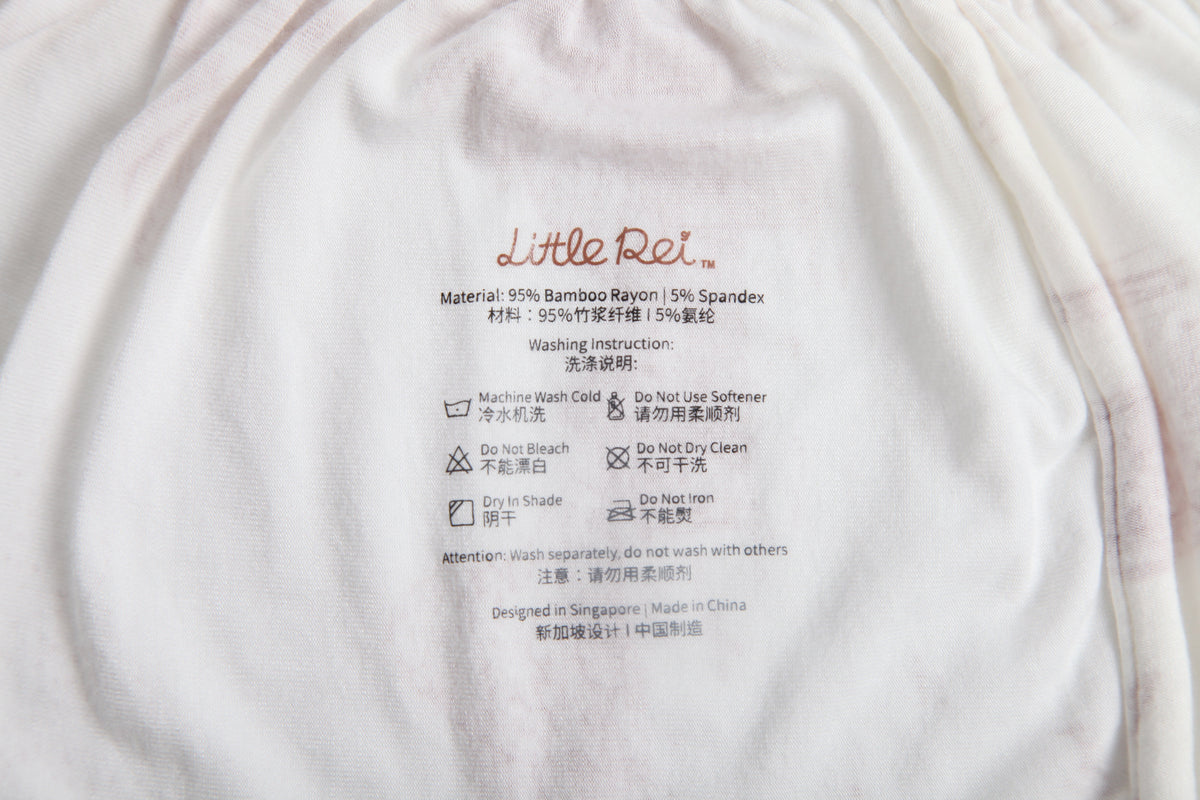 Little Rei™
Material: 95% Bamboo Rayon | 5% Spandex
材料：95%竹浆纤维 | 5%氨纶
Washing Instruction:
洗涤说明:
Machine Wash Cold
冷水机洗
Do Not Use Softener
请勿用柔顺剂
Do Not Bleach
不能漂白
Do Not Dry Clean
不可干洗
Dry In Shade
阴干
Do Not Iron
不能熨
Attention: Wash separately, do not wash with others
注意：请勿用柔顺剂
Designed in Singapore | Made in China
新加坡设计 | 中国制造